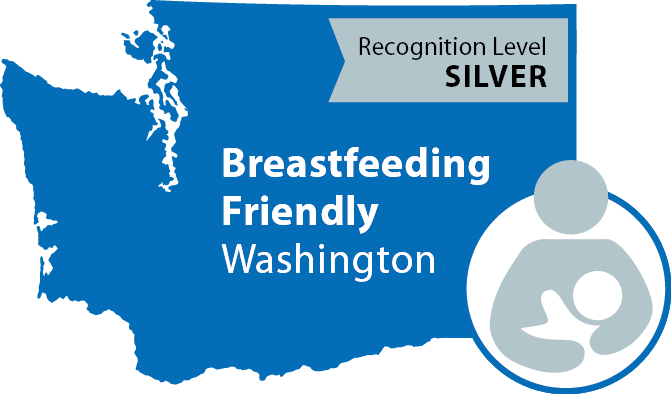 Recognition Level
SILVER
Breastfeeding
Friendly
Washington